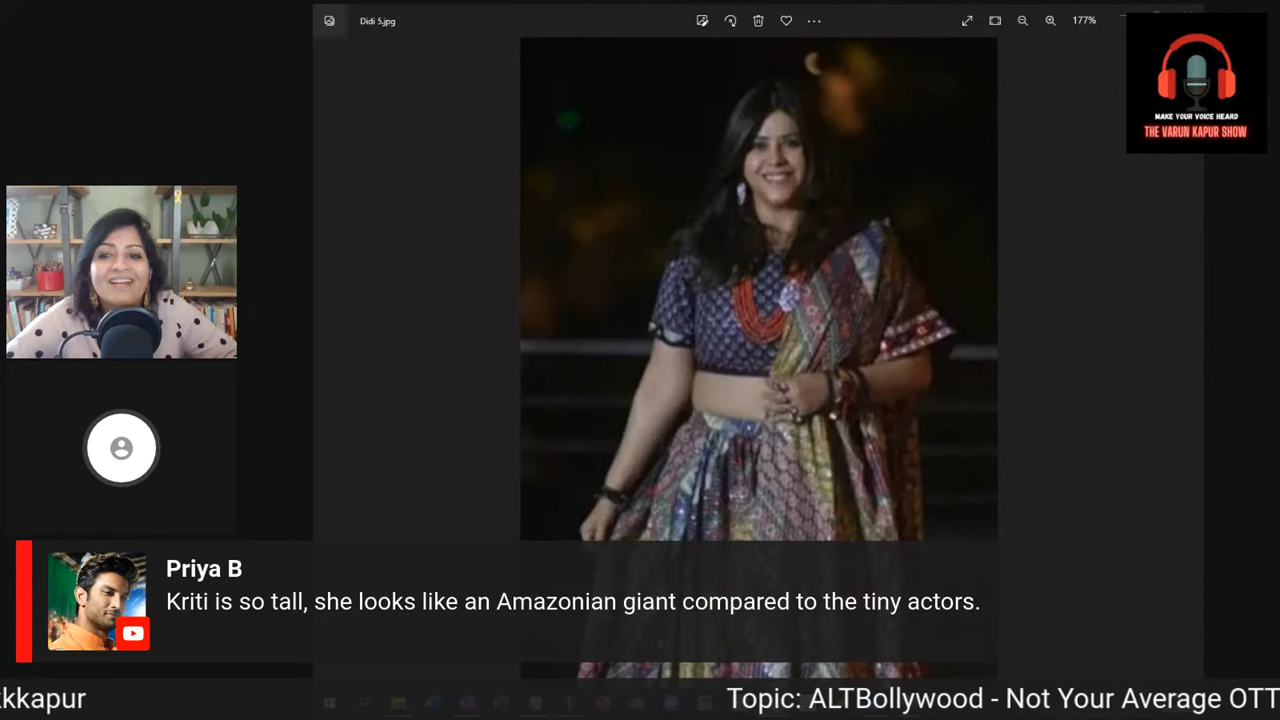 Didi 5.jpg
177%
MAKE YOUR VOICE HEARD
THE VARUN KAPUR SHOW
Priya B
Kriti is so tall, she looks like an Amazonian giant compared to the tiny actors.
kkapur
Topic: ALTBollywood - Not Your Average OTT